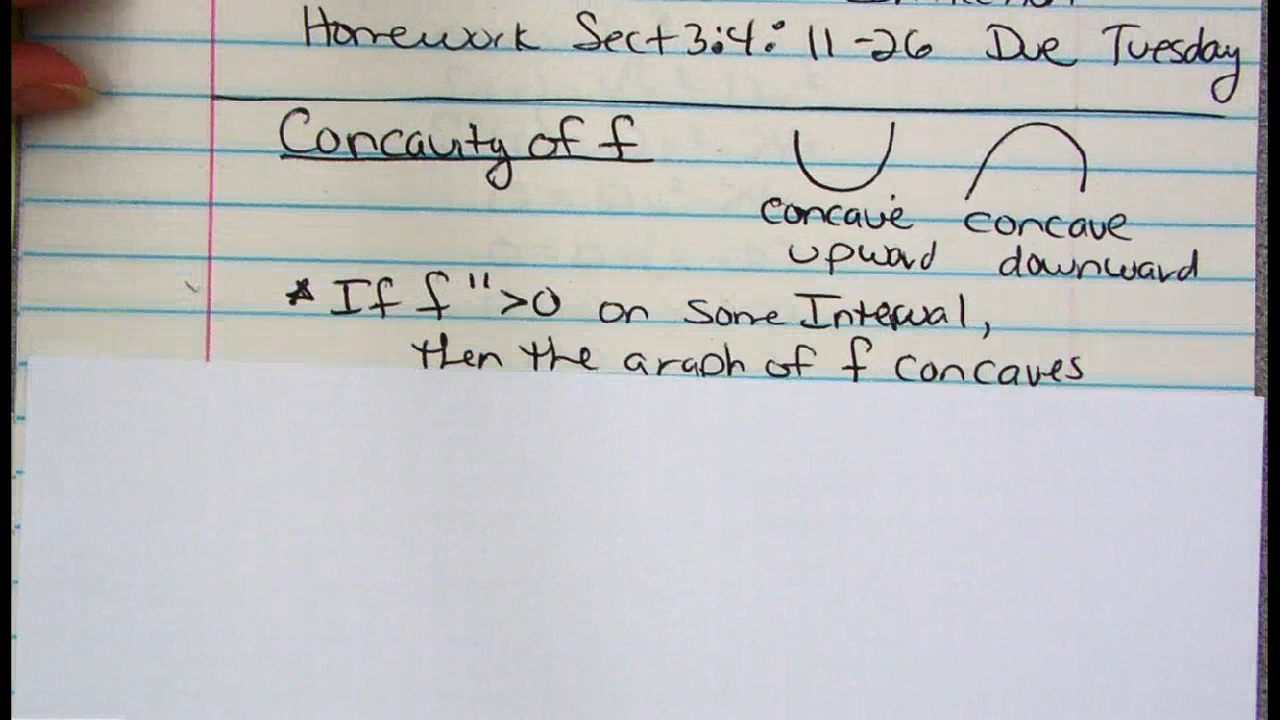 Homework Sect 3.4: 11-26 Due Tuesday
Concavity of f
concave upward
concave downward
* If f">0 on some Interval,
then the graph of f concaves